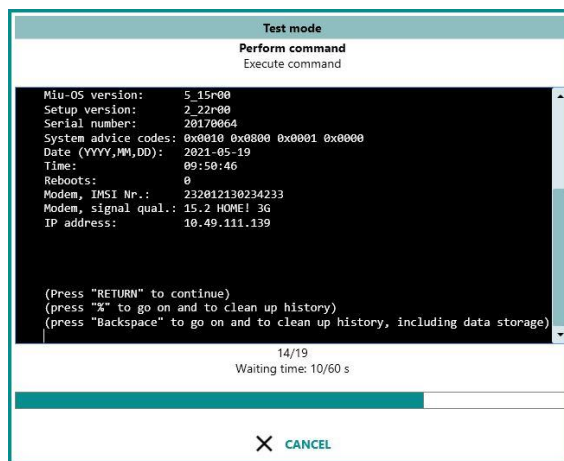 Test mode
Perform command
Execute command
Miu-OS version: 5_15r00
Setup version: 2_22r00
Serial number: 20170064
System advice codes: 0x0010 0x0800 0x0001 0x0000
Date (YYYY,MM,DD): 2021-05-19
Time: 09:50:46
Reboots: 0
Modem, IMSI Nr.: 232012130234233
Modem, signal qual.: 15.2 HOME! 3G
IP address: 10.49.111.139
(Press "RETURN" to continue)
(press "%" to go on and to clean up history)
(press "Backspace" to go on and to clean up history, including data storage)
14/19
Waiting time: 10/60 s
CANCEL